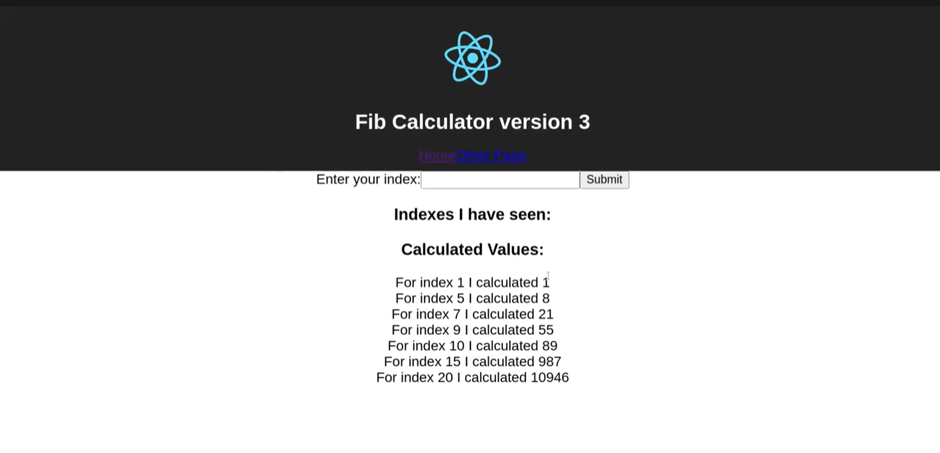 Fib Calculator version 3
HomeOther Page
Enter your index: Submit
Indexes I have seen:
Calculated Values:
For index 1 I calculated 1
For index 5 I calculated 8
For index 7 I calculated 21
For index 9 I calculated 55
For index 10 I calculated 89
For index 15 I calculated 987
For index 20 I calculated 10946